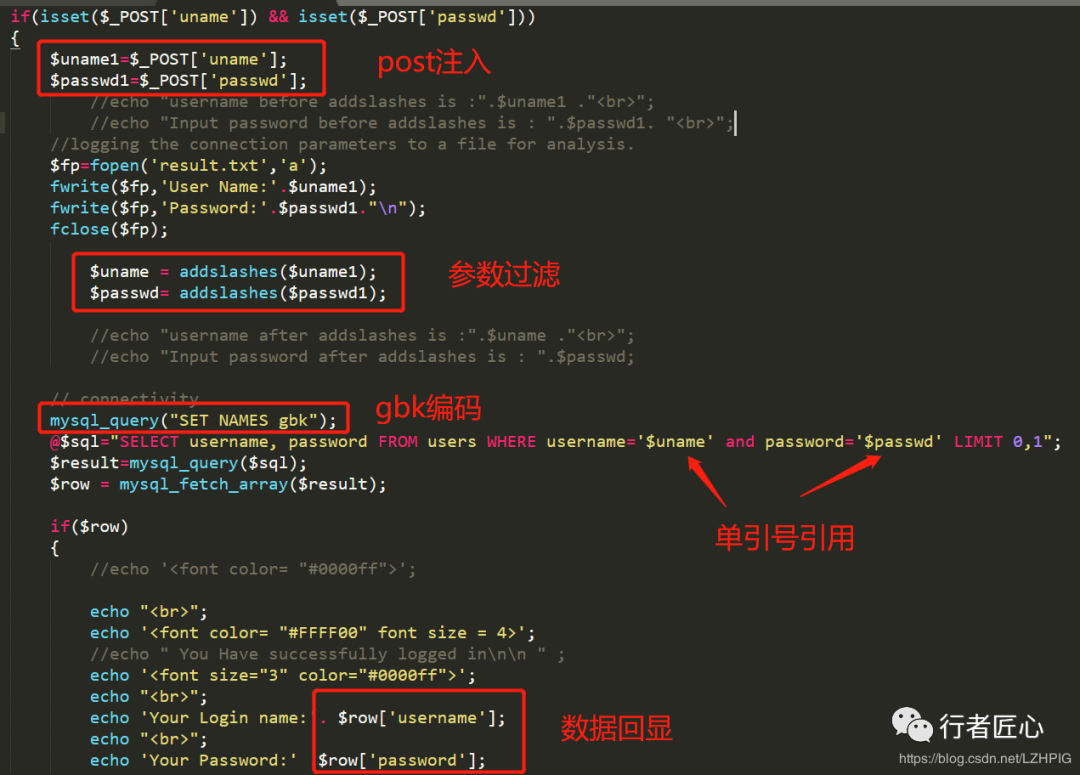 if(isset($_POST['uname']) && isset($_POST['passwd']))
{
$uname1=$_POST['uname']; post注入
$passwd1=$_POST['passwd'];
//echo "username before addslashes is :".$uname1 ."<br>";
//echo "Input password before addslashes is : ".$passwd1. "<br>";
//logging the connection parameters to a file for analysis.
$fp=fopen('result.txt','a');
fwrite($fp,'User Name:'.$uname1);
fwrite($fp,'Password:'.$passwd1."\n");
fclose($fp);
$uname = addslashes($uname1); 参数过滤
$passwd= addslashes($passwd1);
//echo "username after addslashes is :".$uname ."<br>";
//echo "Input password after addslashes is : ".$passwd;
// connectivity
mysql_query("SET NAMES gbk"); gbk编码
@$sql="SELECT username, password FROM users WHERE username='$uname' and password='$passwd' LIMIT 0,1";
$result=mysql_query($sql);
$row = mysql_fetch_array($result);
单引号引用
if($row)
{
//echo '<font color= "#0000ff">';
echo "<br>";
echo '<font color= "#FFFF00" font size = 4>';
//echo " You Have successfully logged in\n\n " ;
echo '<font size="3" color="#0000ff">';
echo "<br>";
echo 'Your Login name:'. $row['username'];
数据回显
echo "<br>";
echo 'Your Password:' $row['password'];
行者匠心
https://blog.csdn.net/LZHPIG